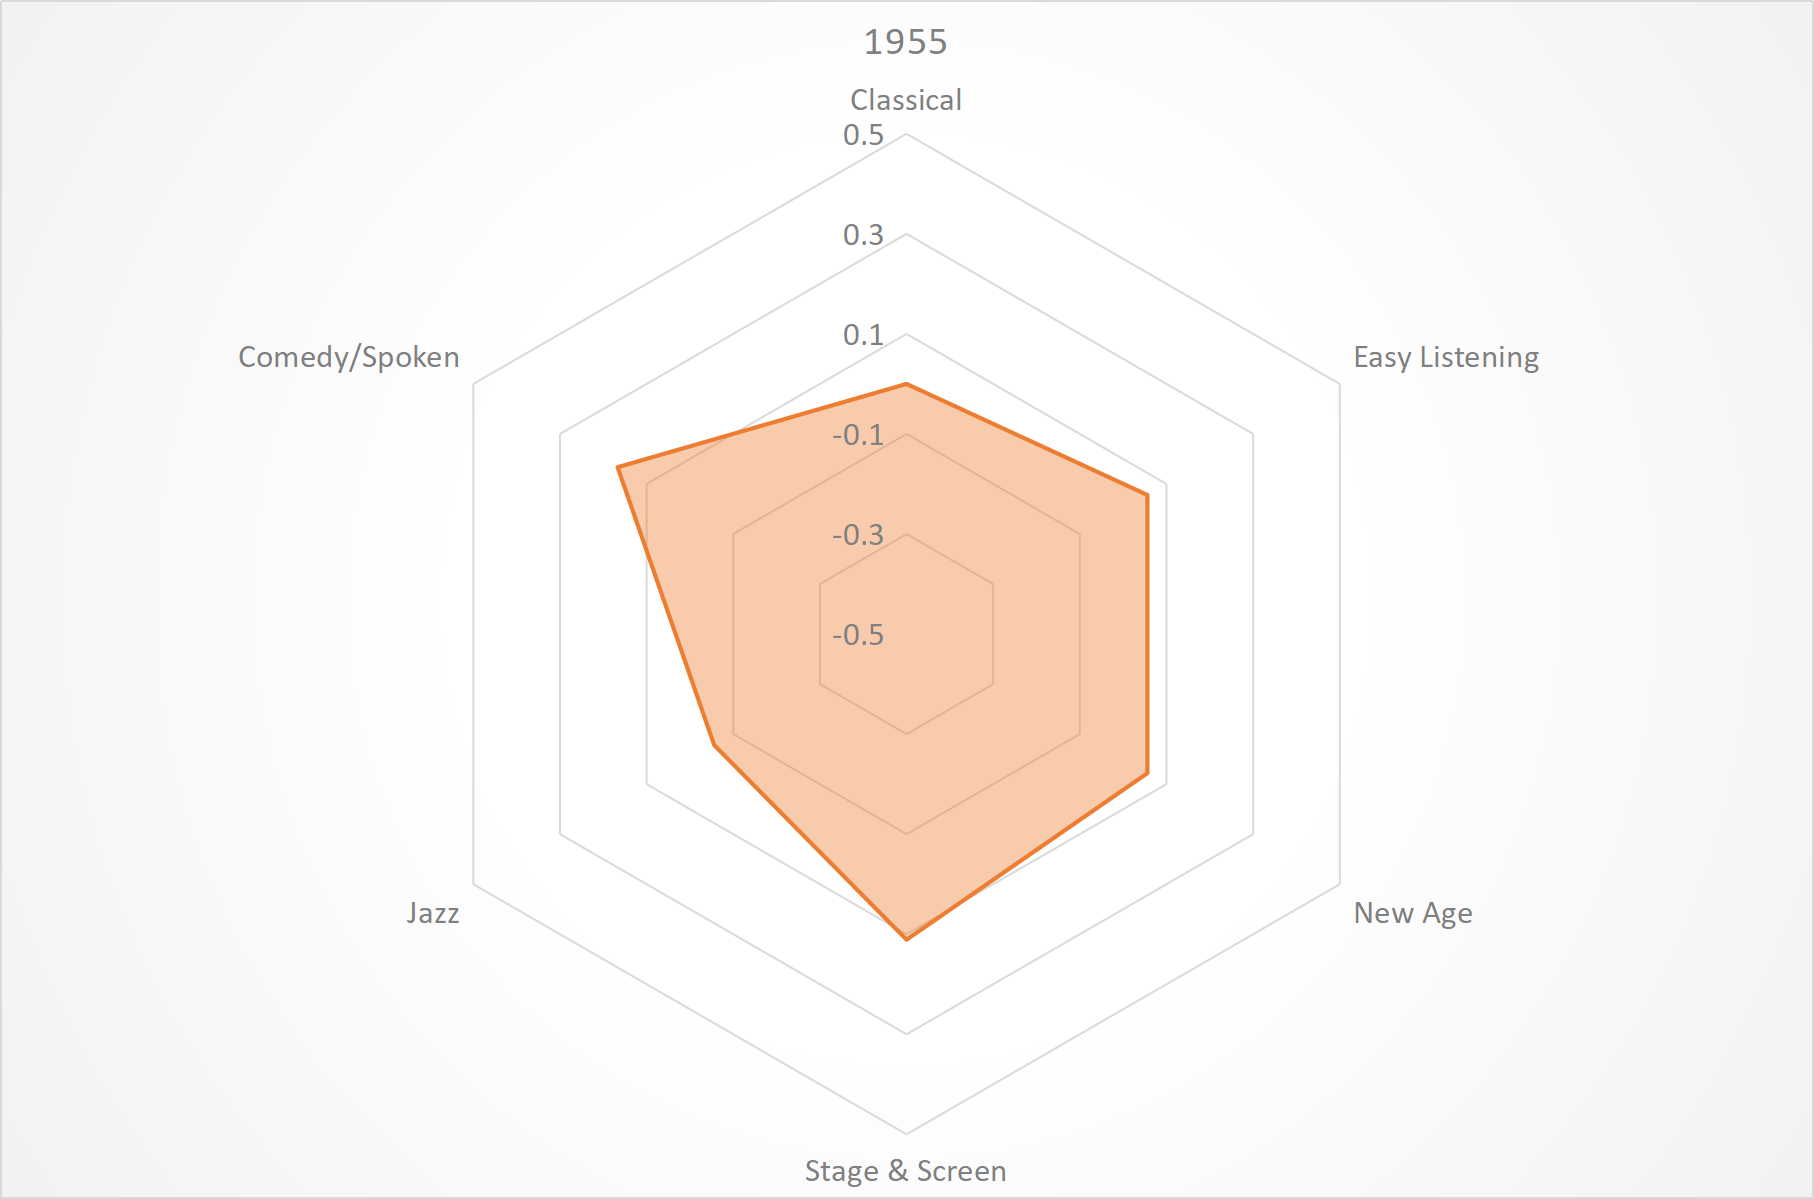 1955
Classical
0.5
0.3
0.1
Comedy/Spoken
Easy Listening
-0.1
-0.3
-0.5
Jazz
New Age
Stage & Screen